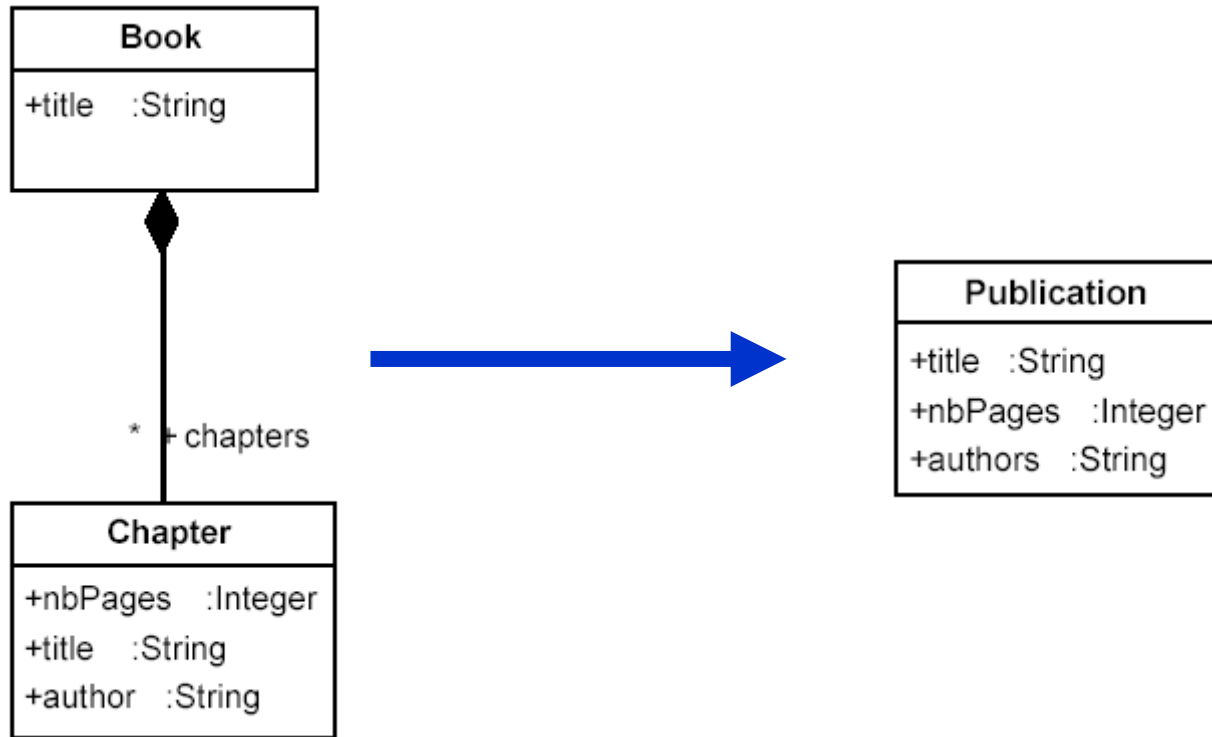 Book
+title :String
* + chapters
Chapter
+nbPages :Integer
+title :String
+author :String
Publication
+title :String
+nbPages :Integer
+authors :String